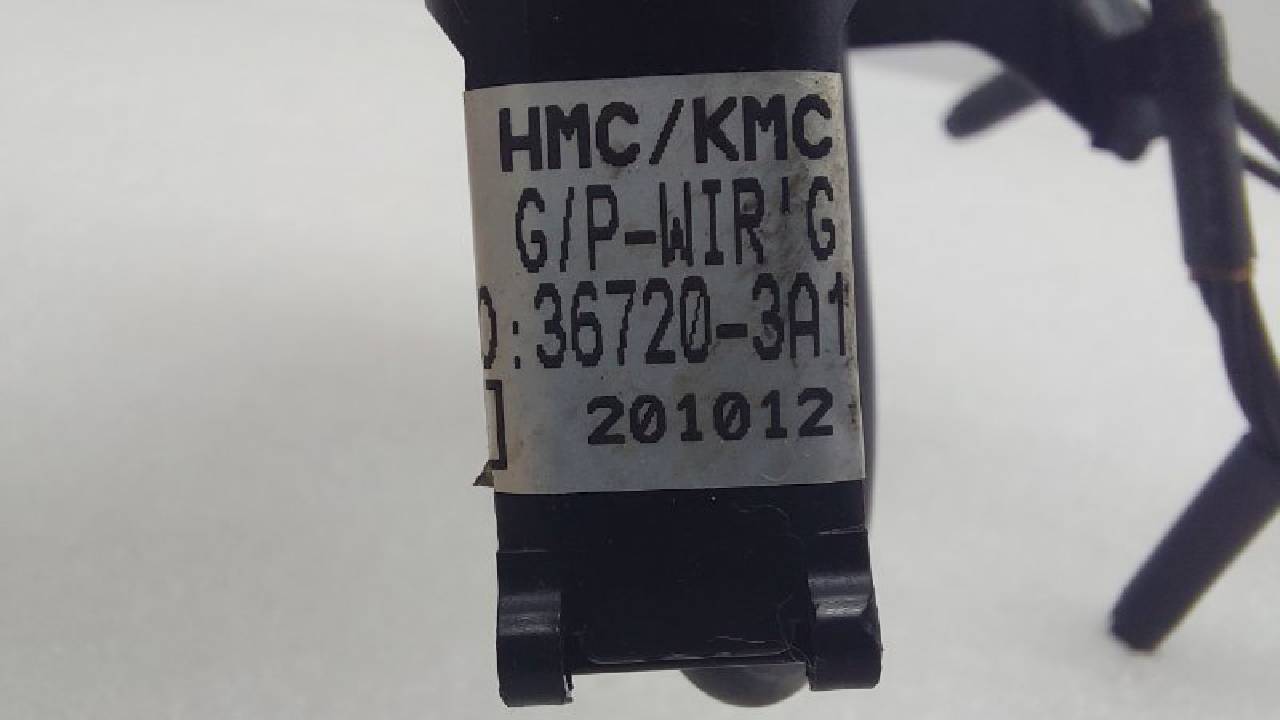 HMC/KMC
G/P-WIR'G
:36720-3A1
] 201012